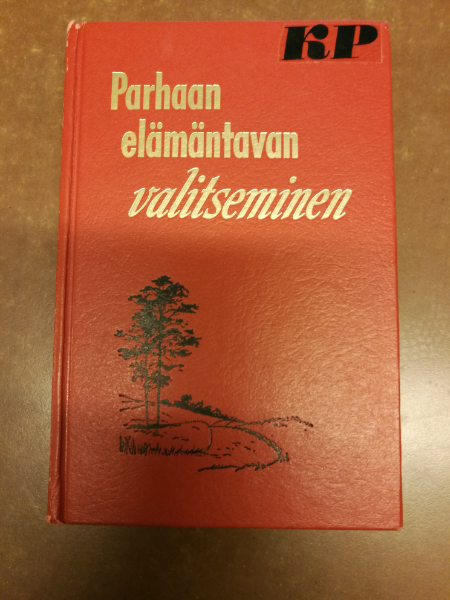 KP
Parhaan
elämäntavan
valitseminen